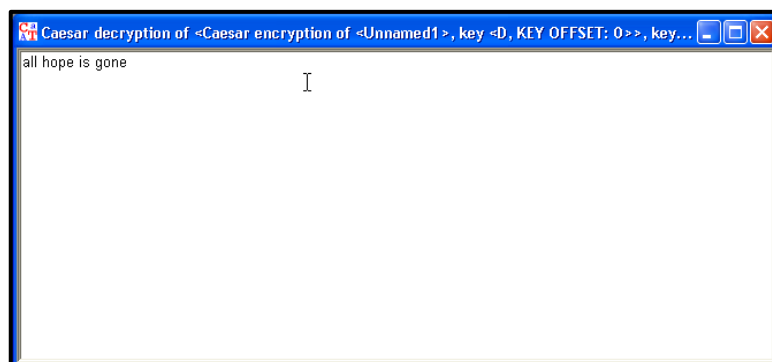 Caesar decryption of <Caesar encryption of <Unnamed1>, key <D, KEY OFFSET: 0>>, key...
all hope is gone